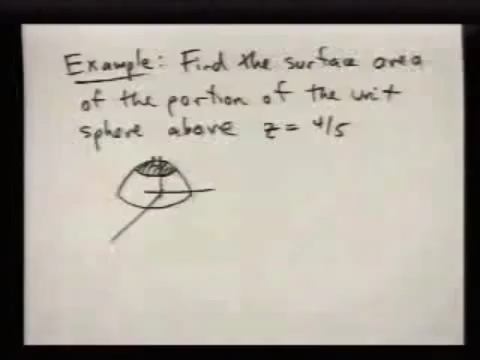 Example: Find the surface area
of the portion of the unit
sphere above z = 4/5